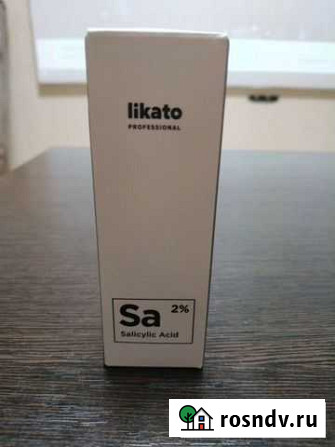 likato
PROFESSIONAL
Sa 2%
Salicylic Acid
rosndv.ru